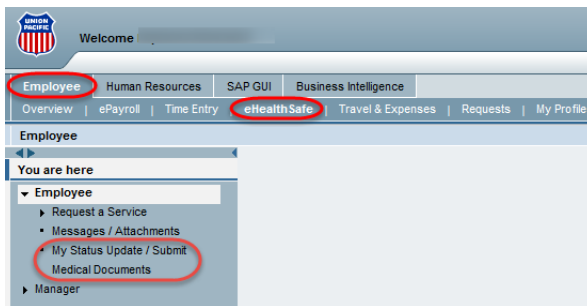 UNION
PACIFIC
Welcome
Employee Human Resources SAP GUI Business Intelligence
Overview | ePayroll | Time Entry | eHealthSafe | Travel & Expenses | Requests | My Profile
Employee
You are here
Employee
Request a Service
Messages / Attachments
My Status Update / Submit
Medical Documents
Manager